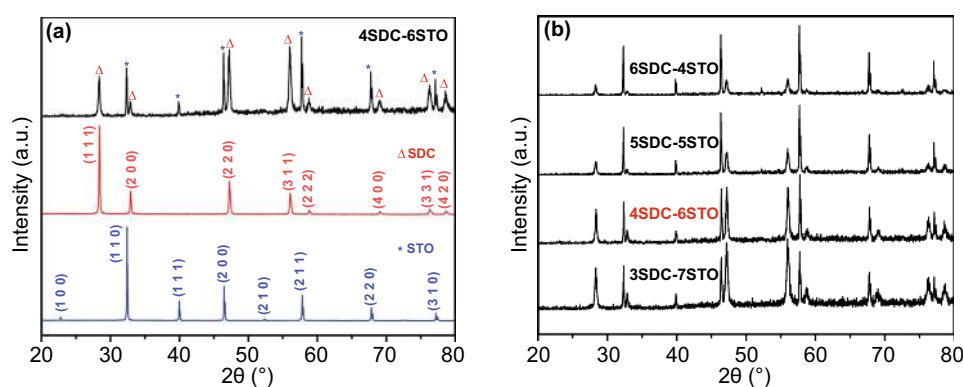 (a)
4SDC-6STO
Δ * Δ * * Δ Δ * Δ * Δ Δ * Δ
Δ SDC
(1 1 1) (2 0 0) (2 2 0) (3 1 1) (2 2 2) (4 0 0) (3 3 1) (4 2 0)
* STO
(1 0 0) (1 1 0) (1 1 1) (2 0 0) (2 1 0) (2 1 1) (2 2 0) (3 1 0)
Intensity (a.u.)
20 30 40 50 60 70 80
2θ (°)
(b)
6SDC-4STO
5SDC-5STO
4SDC-6STO
3SDC-7STO
Intensity (a.u.)
20 30 40 50 60 70 80
2θ (°)